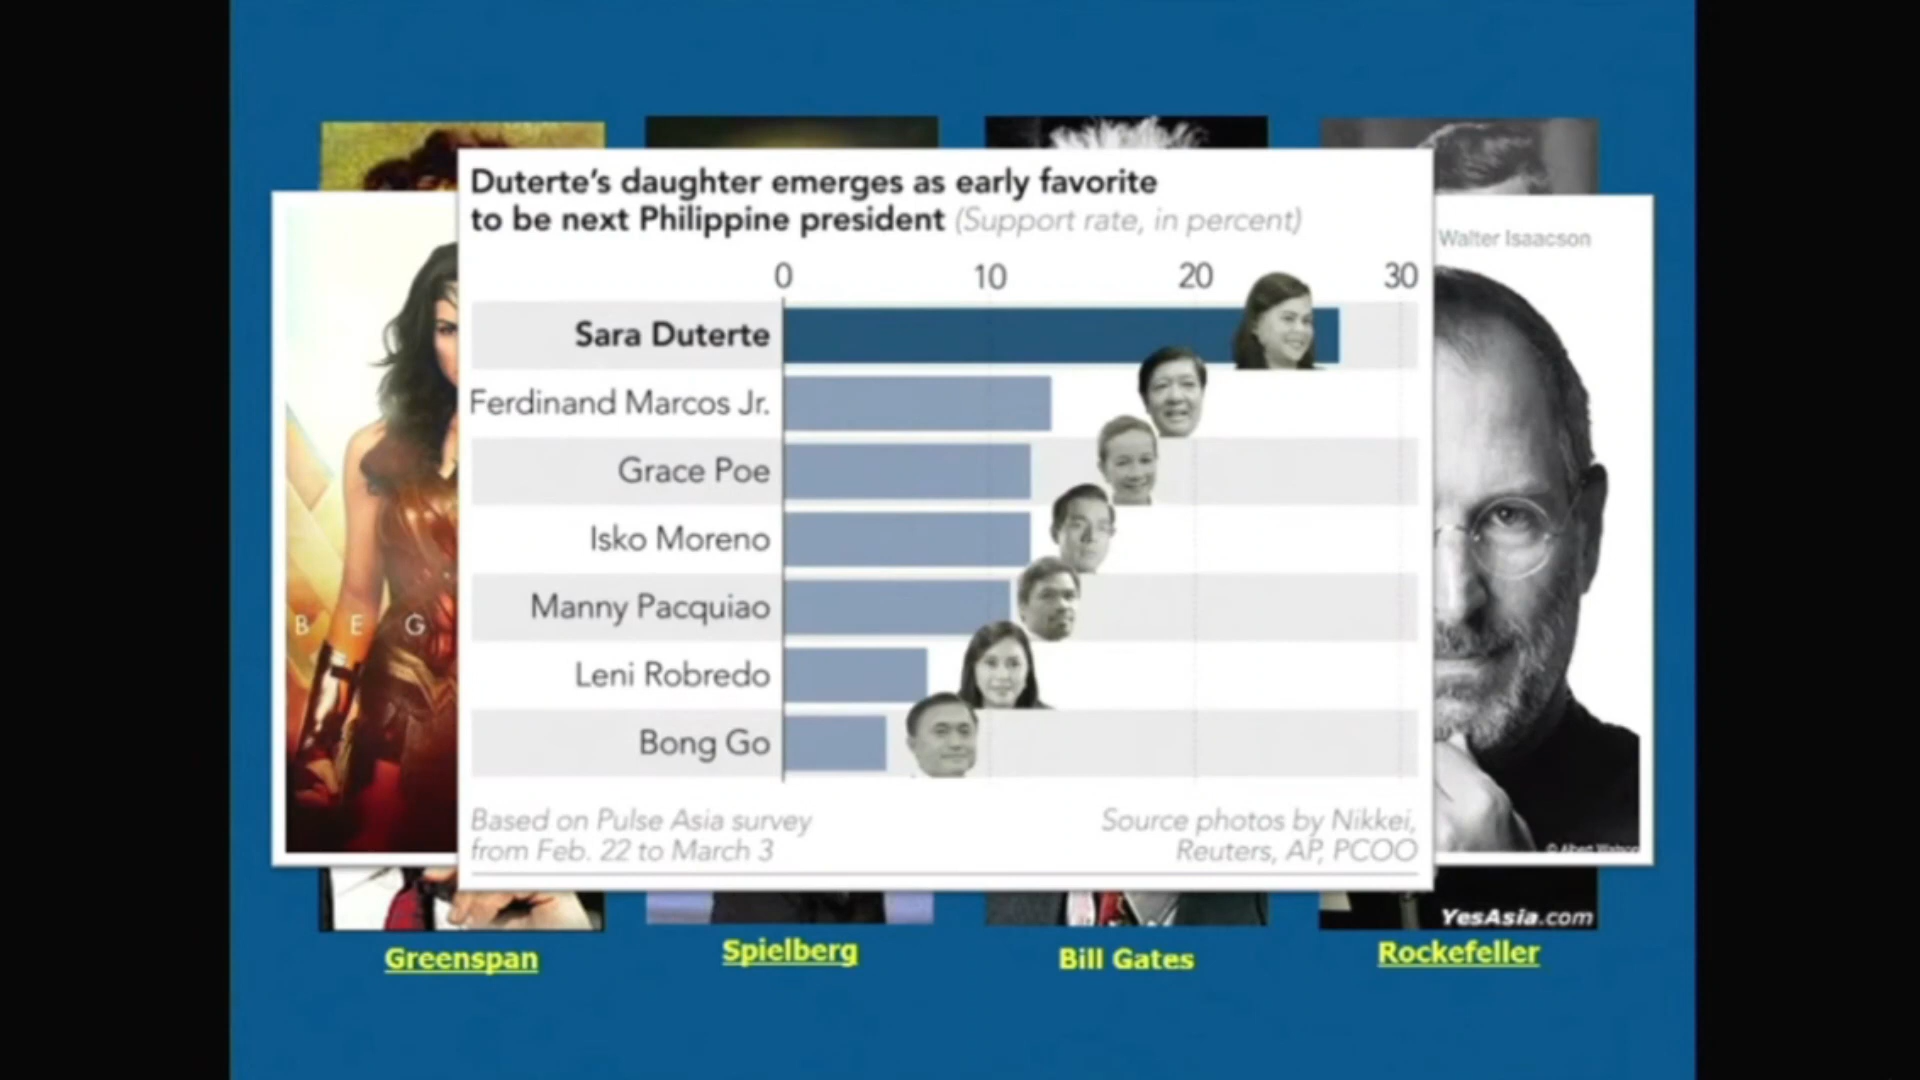 Duterte's daughter emerges as early favorite
to be next Philippine president (Support rate, in percent)
0 10 20 30
Sara Duterte
Ferdinand Marcos Jr.
Grace Poe
Isko Moreno
Manny Pacquiao
Leni Robredo
Bong Go
Based on Pulse Asia survey
from Feb. 22 to March 3
Source photos by Nikkei,
Reuters, AP, PCOO
Walter Isaacson
B E G
© Albert Watson
YesAsia.com
Greenspan
Spielberg
Bill Gates
Rockefeller